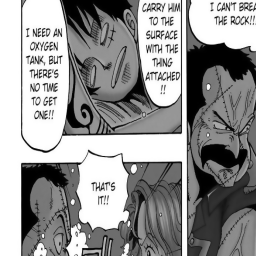 I CAN'T BREA
THE ROCK!!
CARRY HIM
TO THE
SURFACE
WITH THE
THING
ATTACHED
!!
I NEED AN
OXYGEN
TANK, BUT
THERE'S
NO TIME
TO GET
ONE!!
THAT'S
IT!!